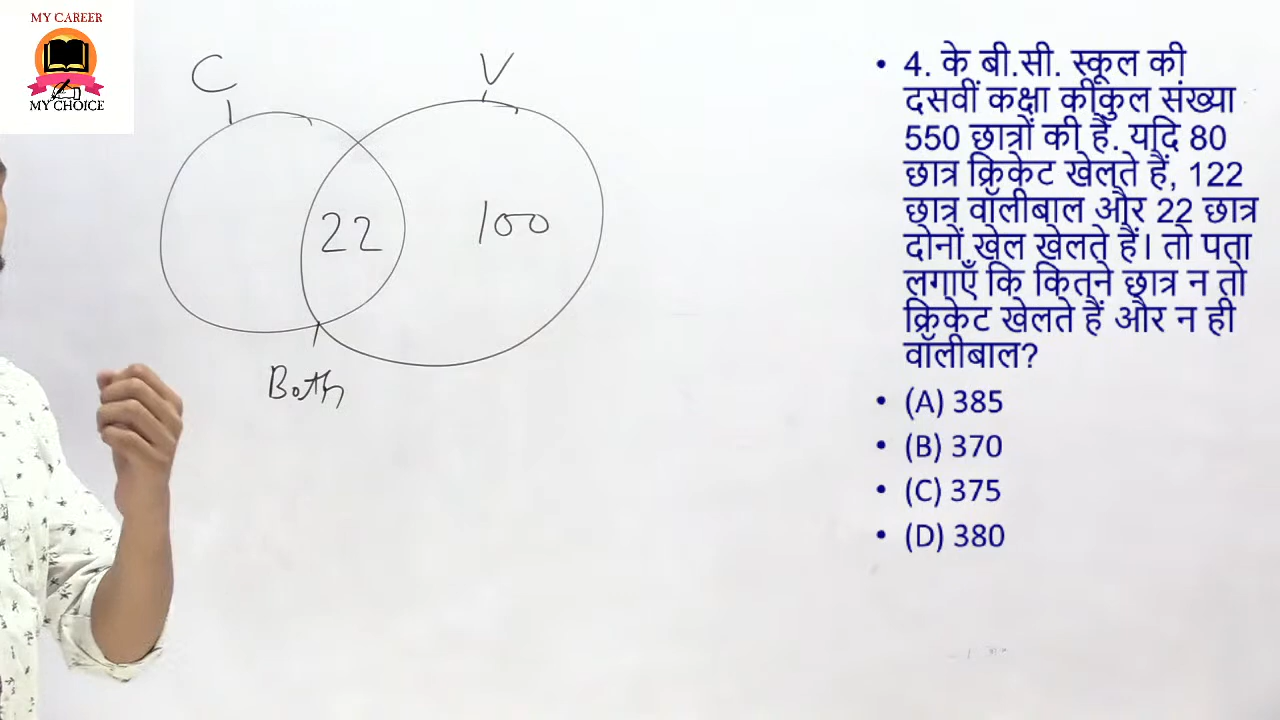 MY CAREER
MY CHOICE
C
V
22
100
Both
• 4. के बी.सी. स्कूल की
दसवीं कक्षा कीकुल संख्या
550 छात्रों की हैं. यदि 80
छात्र क्रिकेट खेलते हैं, 122
छात्र वॉलीबाल और 22 छात्र
दोनों खेल खेलते हैं। तो पता
लगाएँ कि कितने छात्र न तो
क्रिकेट खेलते हैं और न ही
वॉलीबाल?
• (A) 385
• (B) 370
• (C) 375
• (D) 380